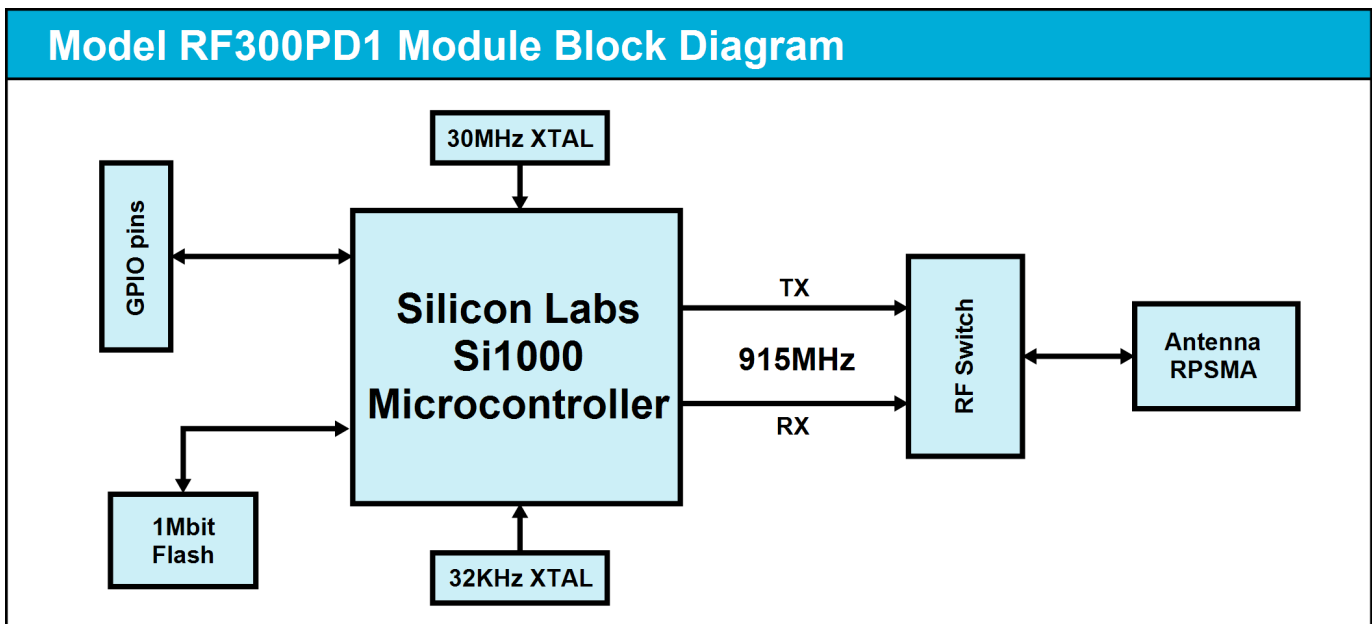 Model RF300PD1 Module Block Diagram
30MHz XTAL
GPIO pins
Silicon Labs
Si1000
Microcontroller
TX
915MHz
RX
RF Switch
Antenna
RPSMA
1Mbit
Flash
32KHz XTAL